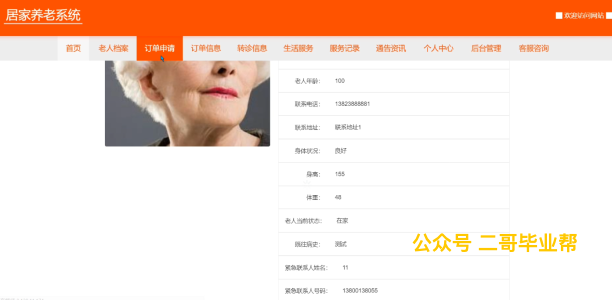 居家养老系统
欢迎访问网站
首页 老人档案 订单申请 订单信息 转诊信息 生活服务 服务记录 通告资讯 个人中心 后台管理 客服咨询
老人年龄： 100
联系电话： 13823888881
联系地址： 联系地址1
身体状况： 良好
身高： 155
体重： 48
老人当前状态： 在家
既往病史： 测试
公众号 二哥毕业帮
紧急联系人姓名： 11
紧急联系人号码： 13800138055